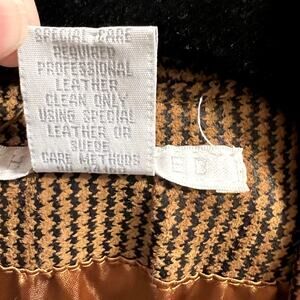 SPECIAL CARE
REQUIRED
PROFESSIONAL
LEATHER
CLEAN ONLY
USING SPECIAL
LEATHER OR
SUEDE
CARE METHODS